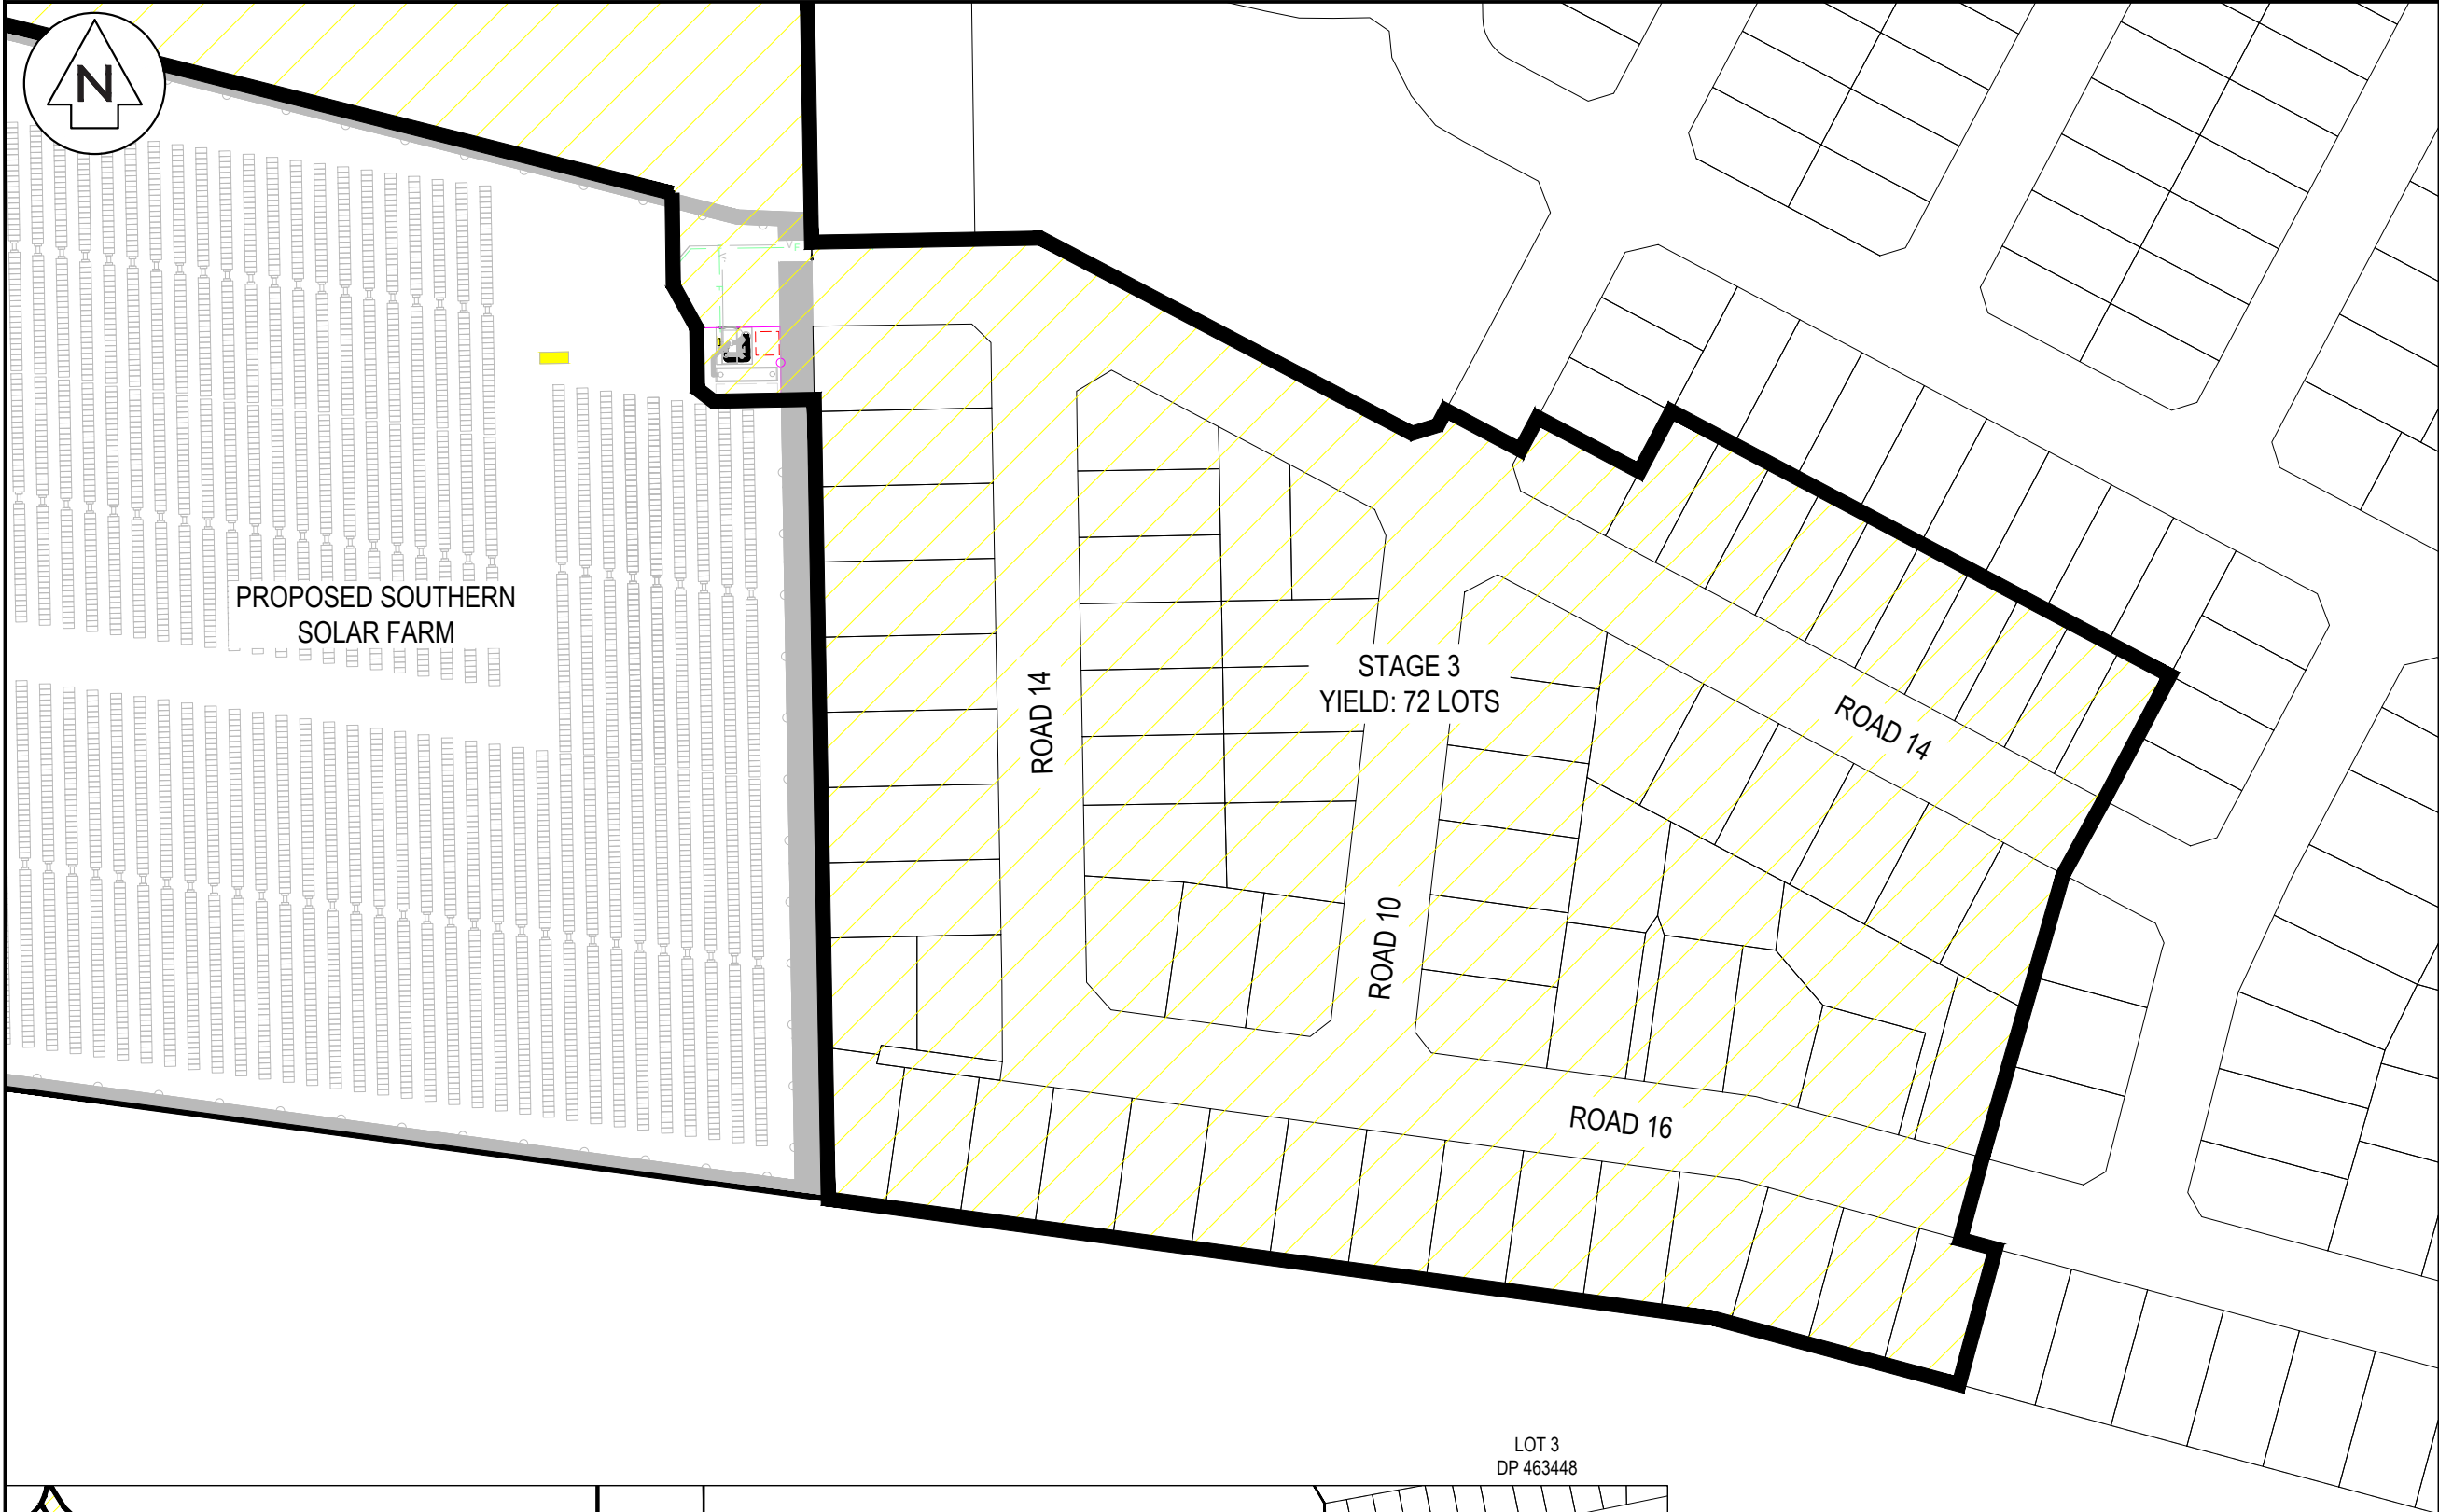 N
PROPOSED SOUTHERN
SOLAR FARM
STAGE 3
YIELD: 72 LOTS
ROAD 14
ROAD 14
ROAD 10
ROAD 16
LOT 3
DP 463448